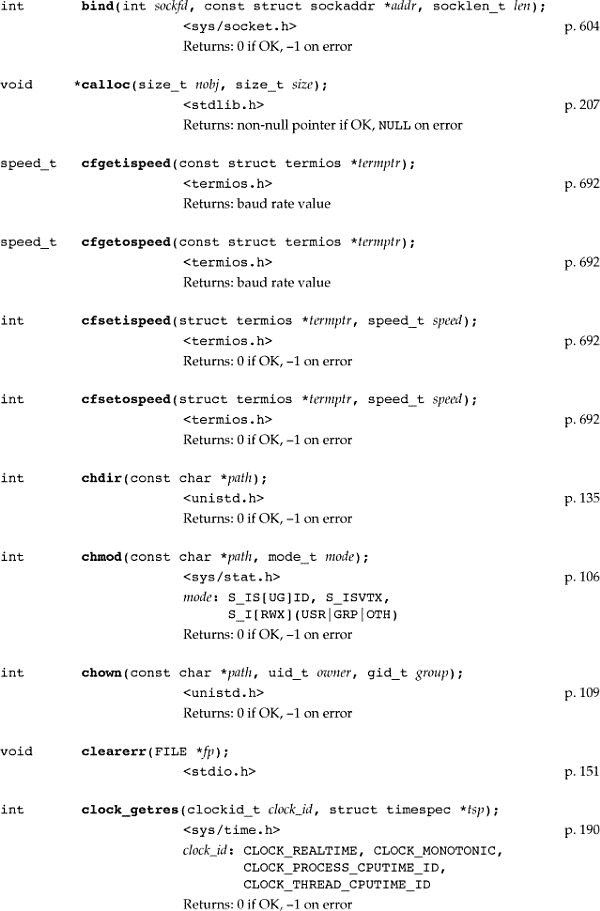 int bind(int sockfd, const struct sockaddr *addr, socklen_t len);
<sys/socket.h> p. 604
Returns: 0 if OK, –1 on error
void *calloc(size_t nobj, size_t size);
<stdlib.h> p. 207
Returns: non-null pointer if OK, NULL on error
speed_t cfgetispeed(const struct termios *termptr);
<termios.h> p. 692
Returns: baud rate value
speed_t cfgetospeed(const struct termios *termptr);
<termios.h> p. 692
Returns: baud rate value
int cfsetispeed(struct termios *termptr, speed_t speed);
<termios.h> p. 692
Returns: 0 if OK, –1 on error
int cfsetospeed(struct termios *termptr, speed_t speed);
<termios.h> p. 692
Returns: 0 if OK, –1 on error
int chdir(const char *path);
<unistd.h> p. 135
Returns: 0 if OK, –1 on error
int chmod(const char *path, mode_t mode);
<sys/stat.h> p. 106
mode: S_IS[UG]ID, S_ISVTX,
S_I[RWX](USR|GRP|OTH)
Returns: 0 if OK, –1 on error
int chown(const char *path, uid_t owner, gid_t group);
<unistd.h> p. 109
Returns: 0 if OK, –1 on error
void clearerr(FILE *fp);
<stdio.h> p. 151
int clock_getres(clockid_t clock_id, struct timespec *tsp);
<sys/time.h> p. 190
clock_id: CLOCK_REALTIME, CLOCK_MONOTONIC,
CLOCK_PROCESS_CPUTIME_ID,
CLOCK_THREAD_CPUTIME_ID
Returns: 0 if OK, –1 on error